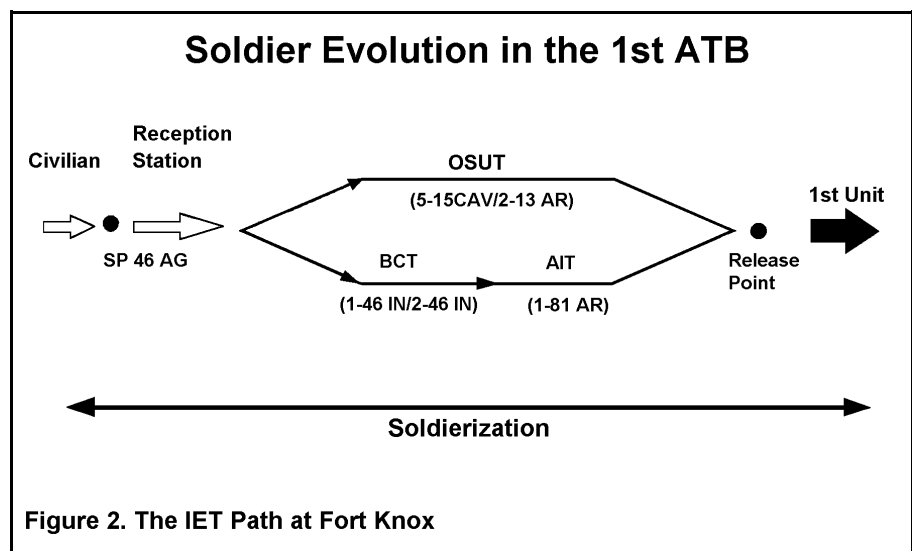 Soldier Evolution in the 1st ATB
Civilian
Reception
Station
SP 46 AG
OSUT
(5-15CAV/2-13 AR)
BCT
AIT
(1-46 IN/2-46 IN)
(1-81 AR)
1st Unit
Release
Point
Soldierization
Figure 2. The IET Path at Fort Knox